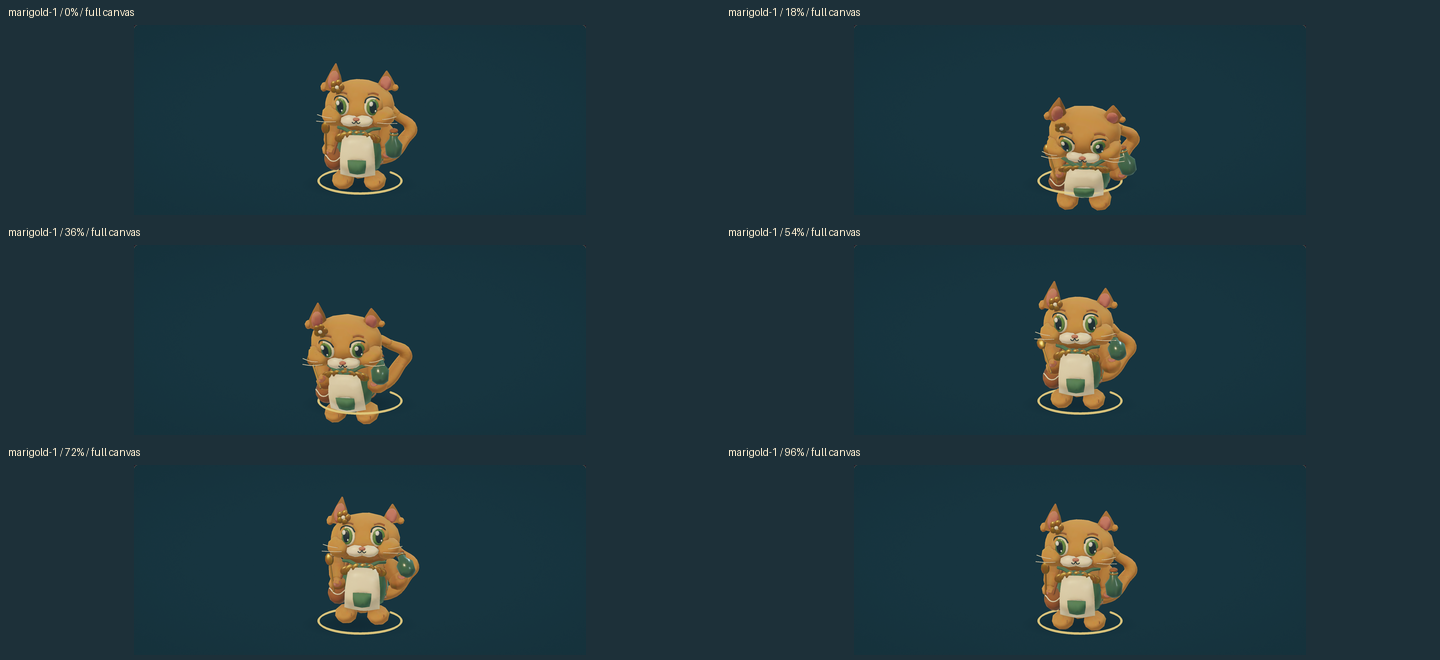 marigold-1 / 0% / full canvas
marigold-1 / 18% / full canvas
marigold-1 / 36% / full canvas
marigold-1 / 54% / full canvas
marigold-1 / 72% / full canvas
marigold-1 / 96% / full canvas